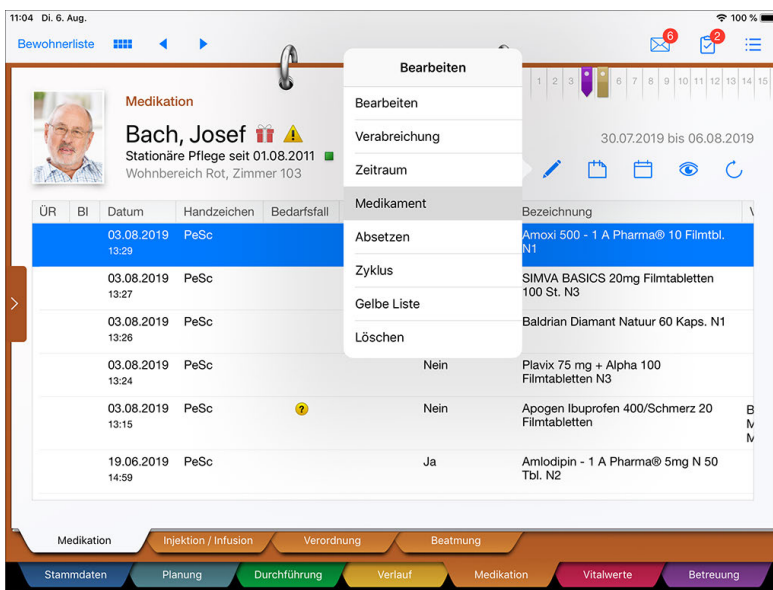 11:04 Di. 6. Aug.
100 %
Bewohnerliste
6
2
Bearbeiten
Bearbeiten
Verabreichung
Zeitraum
Medikament
Absetzen
Zyklus
Gelbe Liste
Löschen
1 2 3 6 7 8 9 10 11 12 13 14 15
Medikation
Bach, Josef
Stationäre Pflege seit 01.08.2011
Wohnbereich Rot, Zimmer 103
30.07.2019 bis 06.08.2019
ÜR BI Datum Handzeichen Bedarfsfall Bezeichnung
03.08.2019 PeSc Amoxi 500 - 1 A Pharma® 10 Filmtbl.
13:29 N1
03.08.2019 PeSc SIMVA BASICS 20mg Filmtabletten
13:27 100 St. N3
03.08.2019 PeSc Baldrian Diamant Natuur 60 Kaps. N1
13:26
03.08.2019 PeSc Nein Plavix 75 mg + Alpha 100
13:24 Filmtabletten N3
03.08.2019 PeSc ? Nein Apogen Ibuprofen 400/Schmerz 20
13:15 Filmtabletten
19.06.2019 PeSc Ja Amlodipin - 1 A Pharma® 5mg N 50
14:59 Tbl. N2
Medikation Injektion / Infusion Verordnung Beatmung
Stammdaten Planung Durchführung Verlauf Medikation Vitalwerte Betreuung